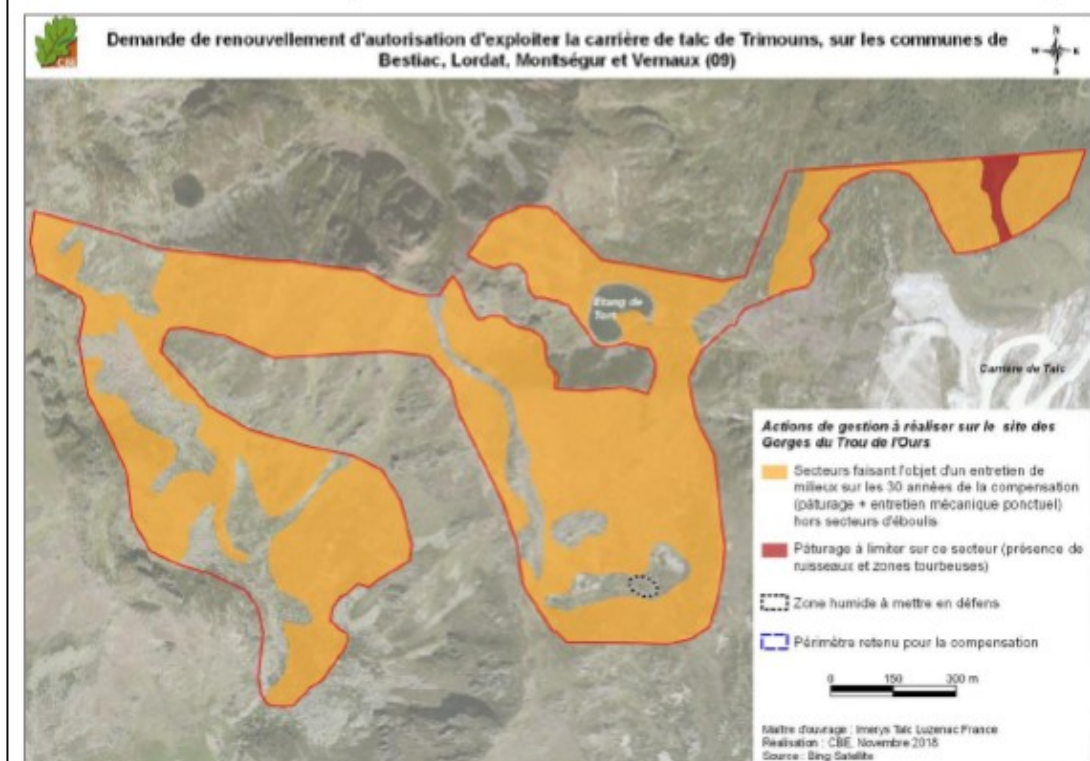 CBE
Demande de renouvellement d'autorisation d'exploiter la carrière de talc de Trimouns, sur les communes de
Bestiac, Lordat, Montségur et Vernaux (09)
W E
S
Etang de
Tort
Carrière de Talc
Actions de gestion à réaliser sur le site des
Gorges du Trou de l'Ours
Secteurs faisant l'objet d'un entretien de
milieux sur les 30 années de la compensation
(pâturage + entretien mécanique ponctuel)
hors secteurs d'éboulis
Pâturage à limiter sur ce secteur (présence de
ruisseaux et zones tourbeuses)
Zone humide à mettre en défens
Périmètre retenu pour la compensation
0 150 300 m
Maître d'ouvrage : Imerys Talc Luzenac France
Réalisation : CBE, Novembre 2018
Source : Bing Satellite